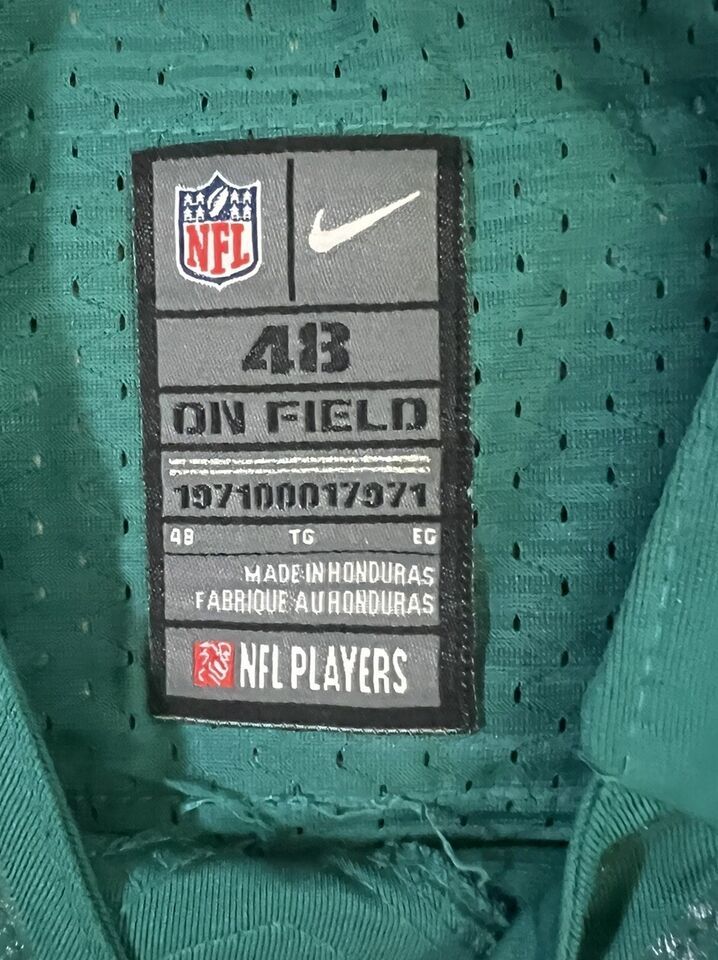 NFL
48
ON FIELD
197100017971
48 TG EG
MADE IN HONDURAS
FABRIQUE AU HONDURAS
NFL PLAYERS